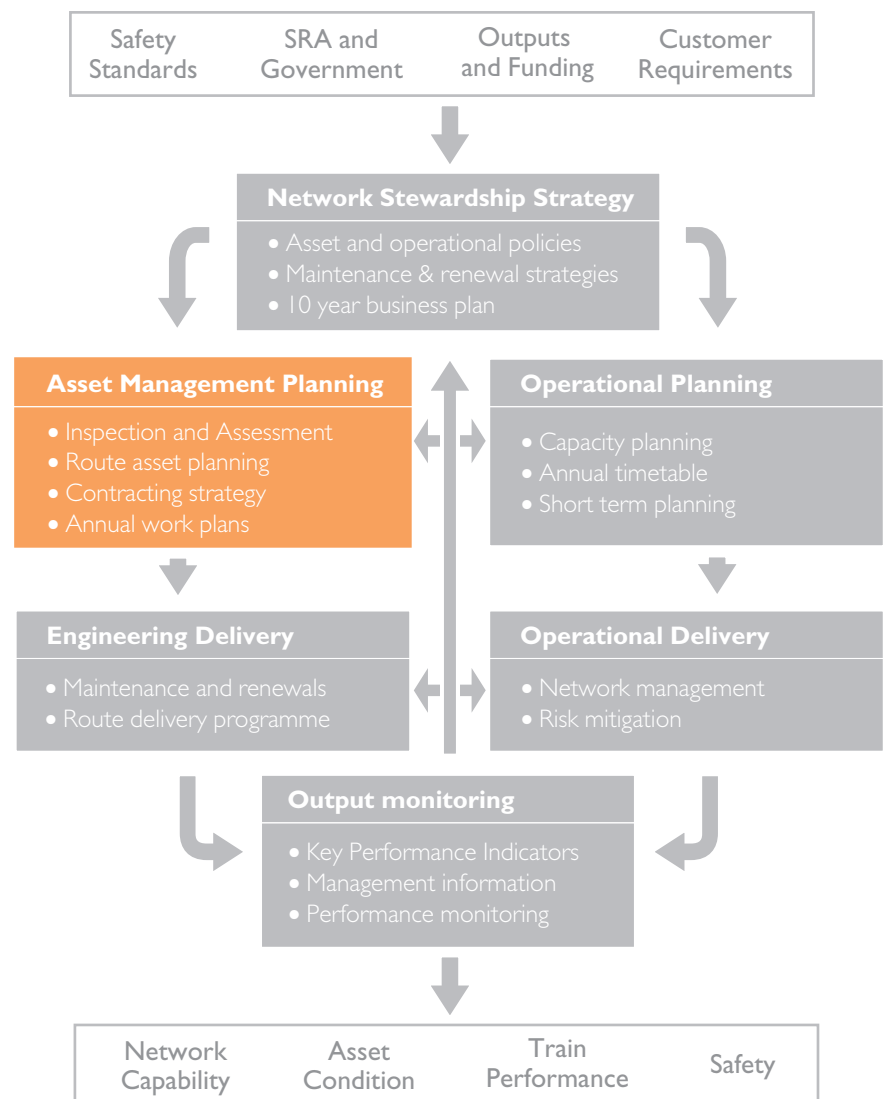 Safety Standards
SRA and Government
Outputs and Funding
Customer Requirements
Network Stewardship Strategy
• Asset and operational policies
• Maintenance & renewal strategies
• 10 year business plan
Asset Management Planning
• Inspection and Assessment
• Route asset planning
• Contracting strategy
• Annual work plans
Operational Planning
• Capacity planning
• Annual timetable
• Short term planning
Engineering Delivery
• Maintenance and renewals
• Route delivery programme
Operational Delivery
• Network management
• Risk mitigation
Output monitoring
• Key Performance Indicators
• Management information
• Performance monitoring
Network Capability
Asset Condition
Train Performance
Safety